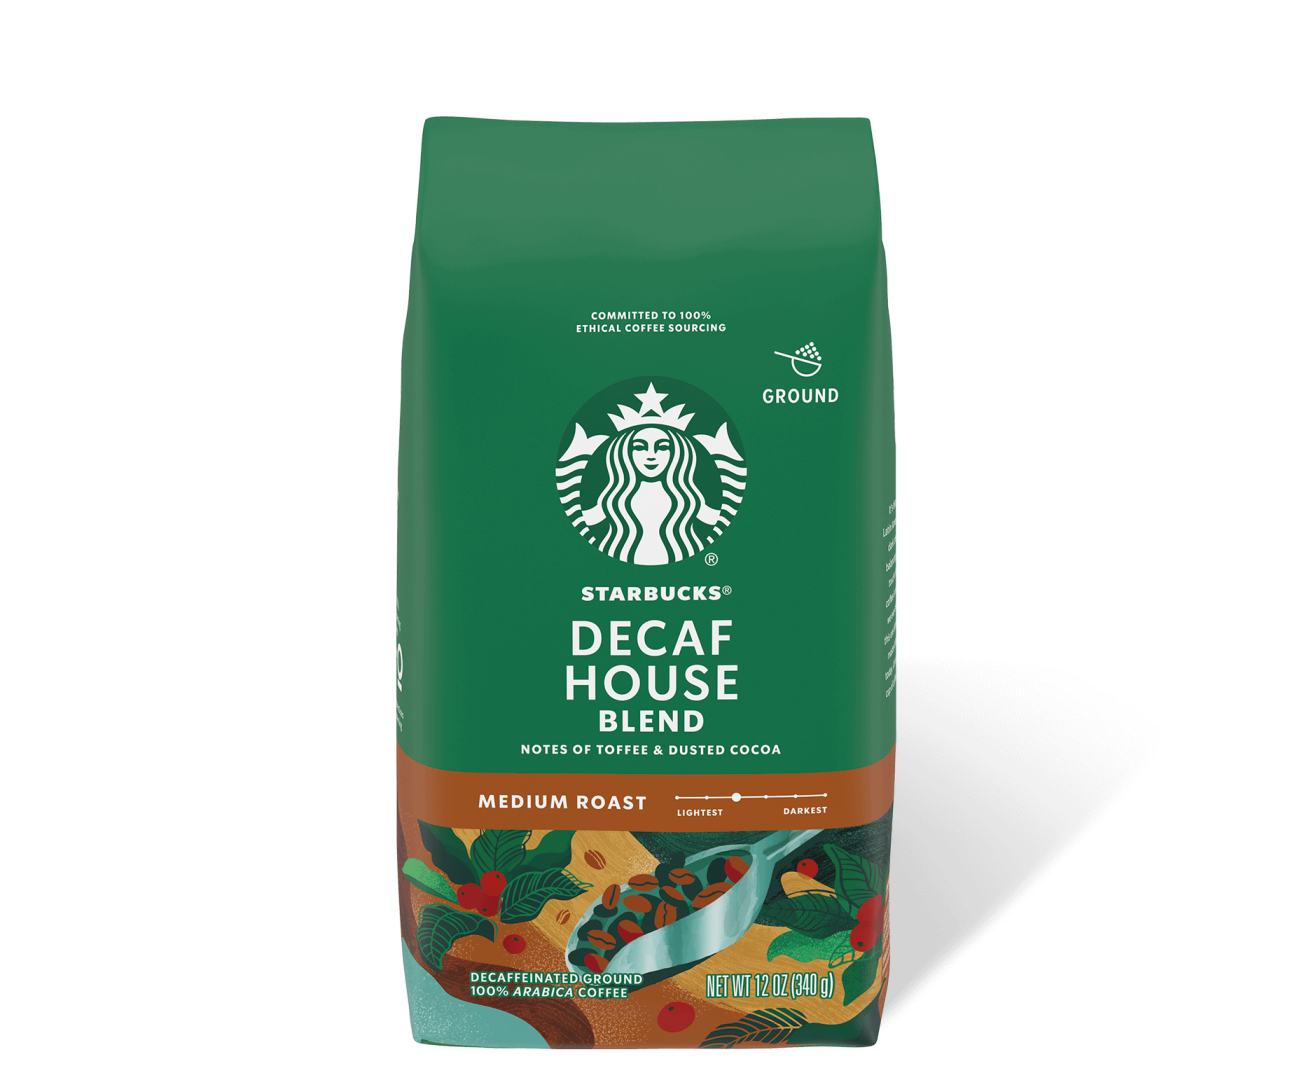 COMMITTED TO 100%
ETHICAL COFFEE SOURCING
GROUND
®
STARBUCKS®
DECAF
HOUSE
BLEND
NOTES OF TOFFEE & DUSTED COCOA
MEDIUM ROAST
LIGHTEST
DARKEST
DECAFFEINATED GROUND
100% ARABICA COFFEE
NET WT 12 OZ (340 g)